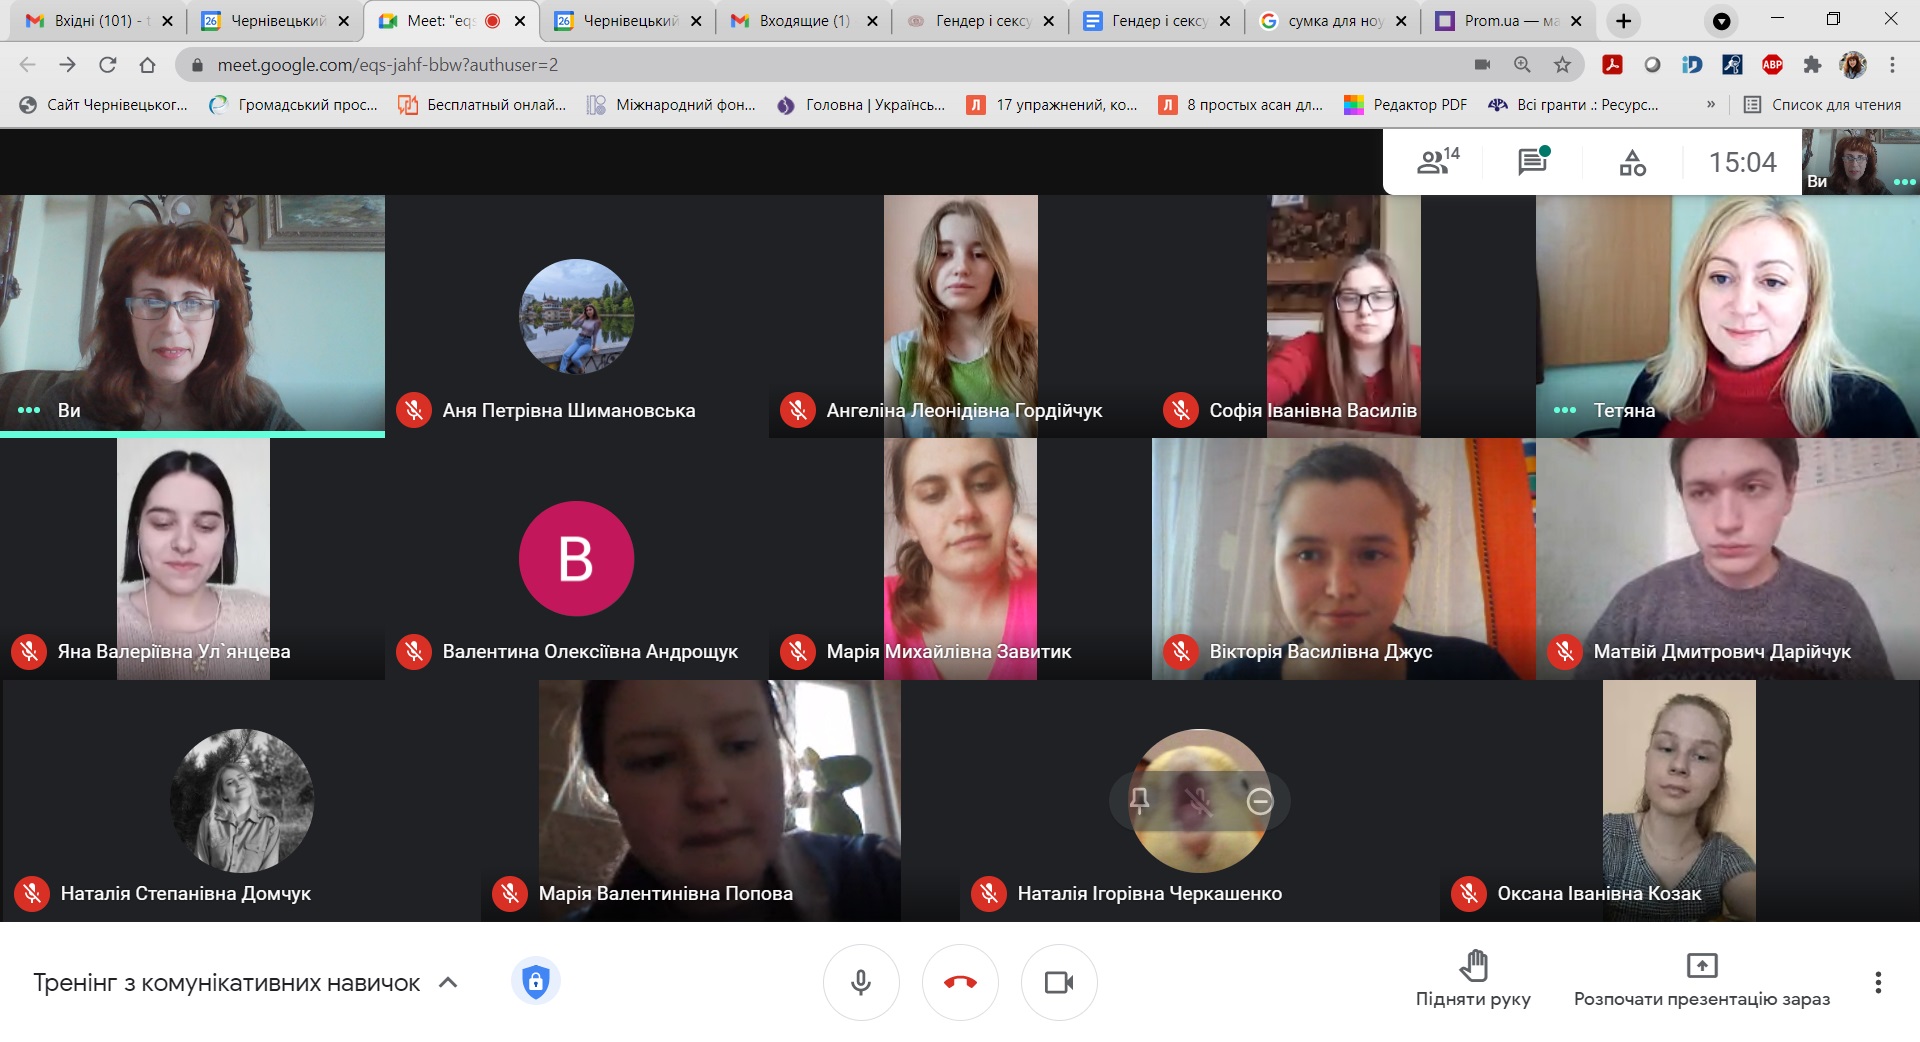 Вхідні (101) - t
Чернівецький
Meet: "eqs
Чернівецький
Входящие (1)
Гендер і сексу
Гендер і сексу
сумка для ноу
Prom.ua — ма
meet.google.com/eqs-jahf-bbw?authuser=2
ABP
Сайт Чернівецьког...
Громадський прос...
Бесплатный онлай...
Міжнародний фон...
Головна | Українсь...
17 упражнений, ко...
8 простых асан дл...
Редактор PDF
Всі гранти .: Ресурс...
»
Список для чтения
14
15:04
Ви
Ви
Аня Петрівна Шимановська
Ангеліна Леонідівна Гордійчук
Софія Іванівна Василів
Тетяна
В
Яна Валеріївна Ул`янцева
Валентина Олексіївна Андрощук
Марія Михайлівна Завитик
Вікторія Василівна Джус
Матвій Дмитрович Дарійчук
Наталія Степанівна Домчук
Марія Валентинівна Попова
Наталія Ігорівна Черкашенко
Оксана Іванівна Козак
Тренінг з комунікативних навичок
Підняти руку
Розпочати презентацію зараз